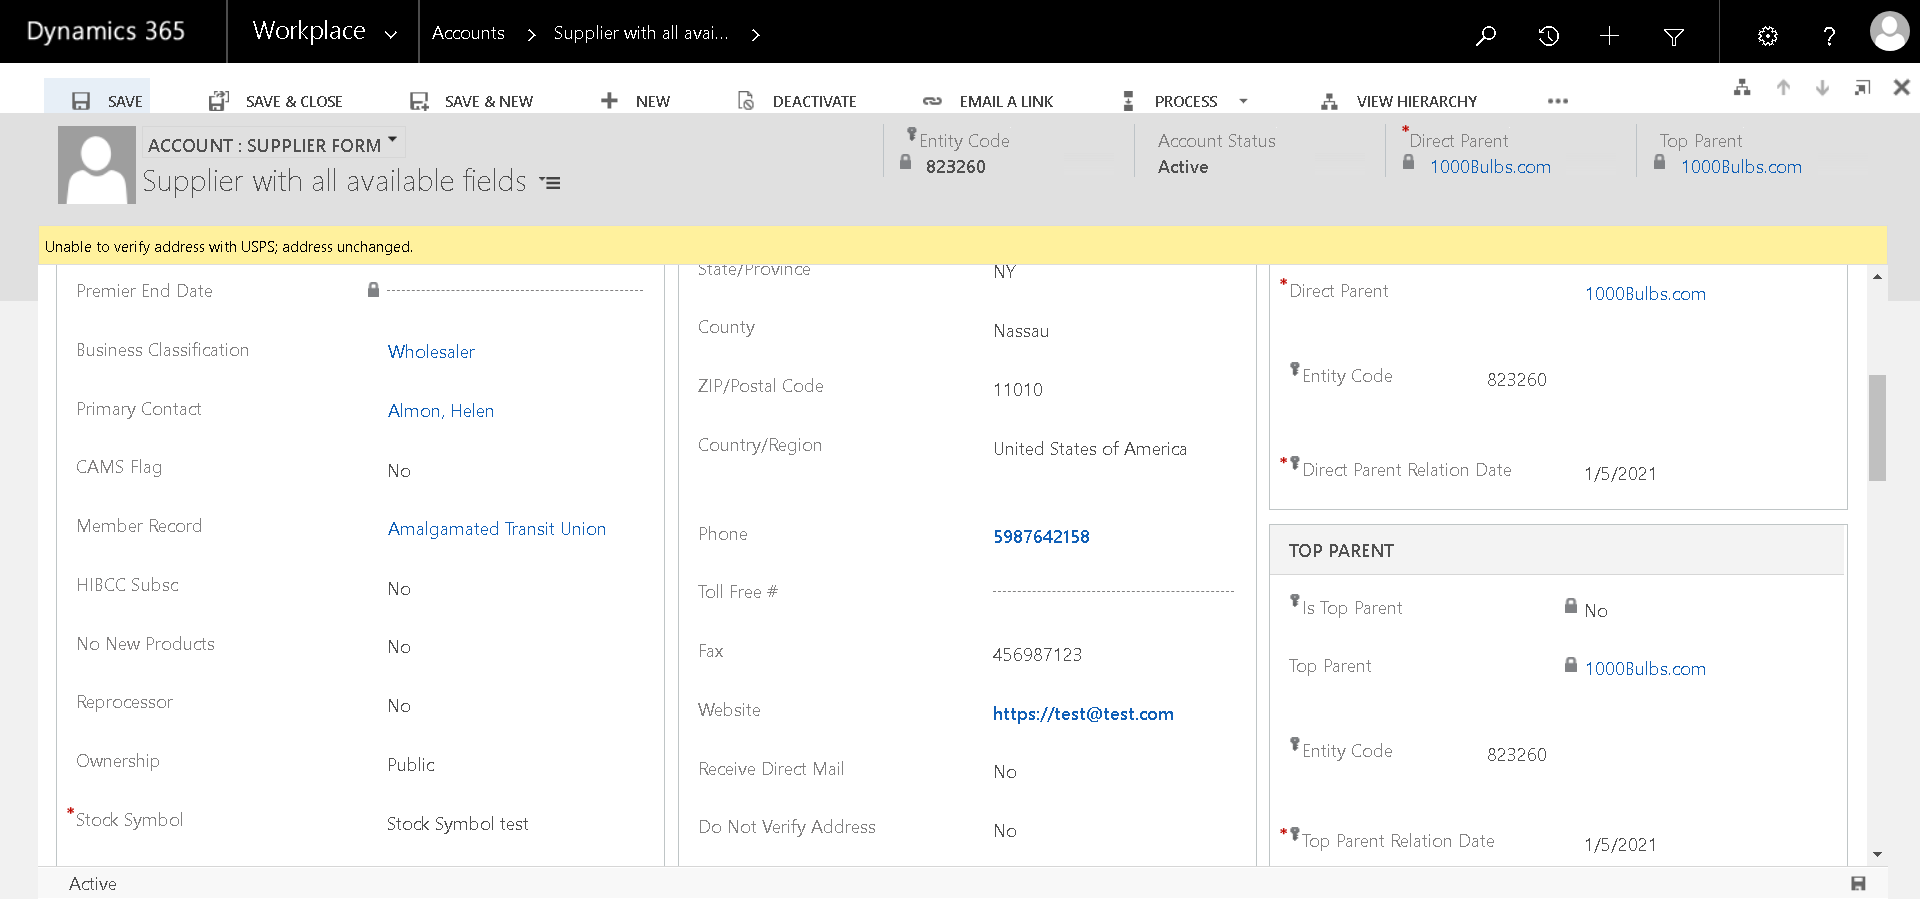 Dynamics 365
Workplace
Accounts
Supplier with all avai...
SAVE
SAVE & CLOSE
SAVE & NEW
NEW
DEACTIVATE
EMAIL A LINK
PROCESS
VIEW HIERARCHY
ACCOUNT : SUPPLIER FORM
Supplier with all available fields
Entity Code
823260
Account Status
Active
*Direct Parent
1000Bulbs.com
Top Parent
1000Bulbs.com
Unable to verify address with USPS; address unchanged.
Premier End Date
Business Classification
Wholesaler
Primary Contact
Almon, Helen
CAMS Flag
No
Member Record
Amalgamated Transit Union
HIBCC Subsc
No
No New Products
No
Reprocessor
No
Ownership
Public
*Stock Symbol
Stock Symbol test
State/Province
NY
County
Nassau
ZIP/Postal Code
11010
Country/Region
United States of America
Phone
5987642158
Toll Free #
Fax
456987123
Website
https://test@test.com
Receive Direct Mail
No
Do Not Verify Address
No
*Direct Parent
1000Bulbs.com
Entity Code
823260
*Direct Parent Relation Date
1/5/2021
TOP PARENT
Is Top Parent
No
Top Parent
1000Bulbs.com
Entity Code
823260
*Top Parent Relation Date
1/5/2021
Active